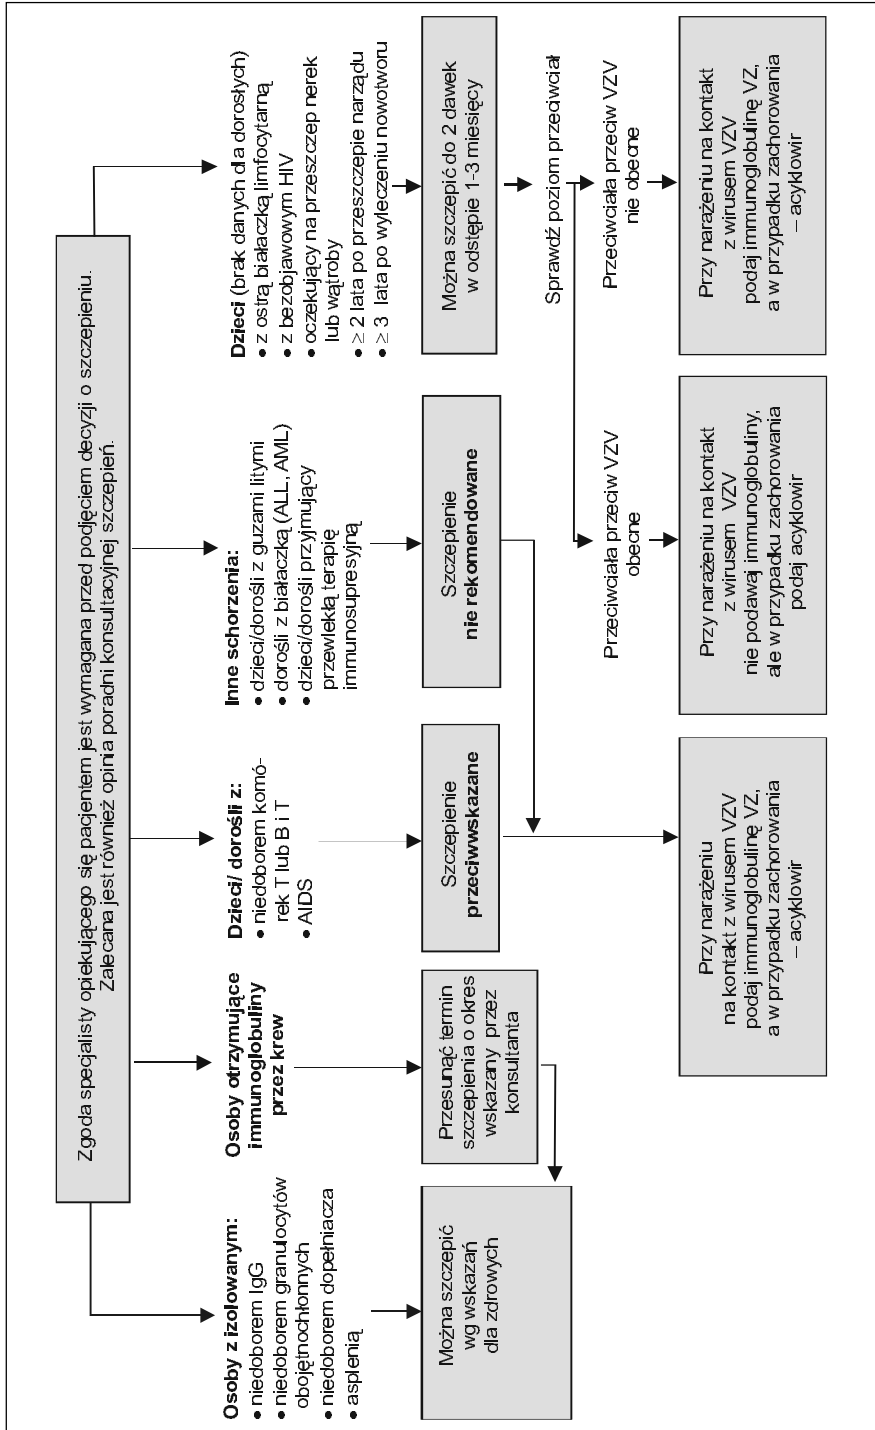 Zgoda specjalisty opiekującego się pacjentem jest wymagana przed podjęciem decyzji o szczepieniu.
Zalecana jest również opinia poradni konsultacyjnej szczepień.
Osoby z izolowanym:
• niedoborem IgG
• niedoborem granulocytów
obojętnochłonnych
• niedoborem dopełniacza
• asplenią
Można szczepić
wg wskazań
dla zdrowych
Osoby otrzymujące
immunoglobuliny
przez krew
Przesunąć termin
szczepienia o okres
wskazany przez
konsultanta
Dzieci/ dorośli z:
• niedoborem komó-
rek T lub B i T
• AIDS
Szczepienie
przeciwwskazane
Inne schorzenia:
• dzieci/dorośli z guzami litymi
• dorośli z białaczką (ALL, AML)
• dzieci/dorośli przyjmujący
przewlekłą terapię
immunosupresyjną
Szczepienie
nie rekomendowane
Przy narażeniu
na kontakt z wirusem VZV
podaj immunoglobulinę VZ,
a w przypadku zachorowania
– acyklowir
Dzieci (brak danych dla dorosłych)
• z ostrą białaczką limfocytarną
• z bezobjawowym HIV
• oczekujący na przeszczep nerek
lub wątroby
• ≥ 2 lata po przeszczepie narządu
• ≥ 3 lata po wyleczeniu nowotworu
Można szczepić do 2 dawek
w odstępie 1-3 miesięcy
Sprawdź poziom przeciwciał
Przeciwciała przeciw VZV
obecne
Przy narażeniu na kontakt
z wirusem VZV
nie podawaj immunoglobuliny,
ale w przypadku zachorowania
podaj acyklowir
Przeciwciała przeciw VZV
nie obecne
Przy narażeniu na kontakt
z wirusem VZV
podaj immunoglobulinę VZ,
a w przypadku zachorowania
– acyklowir